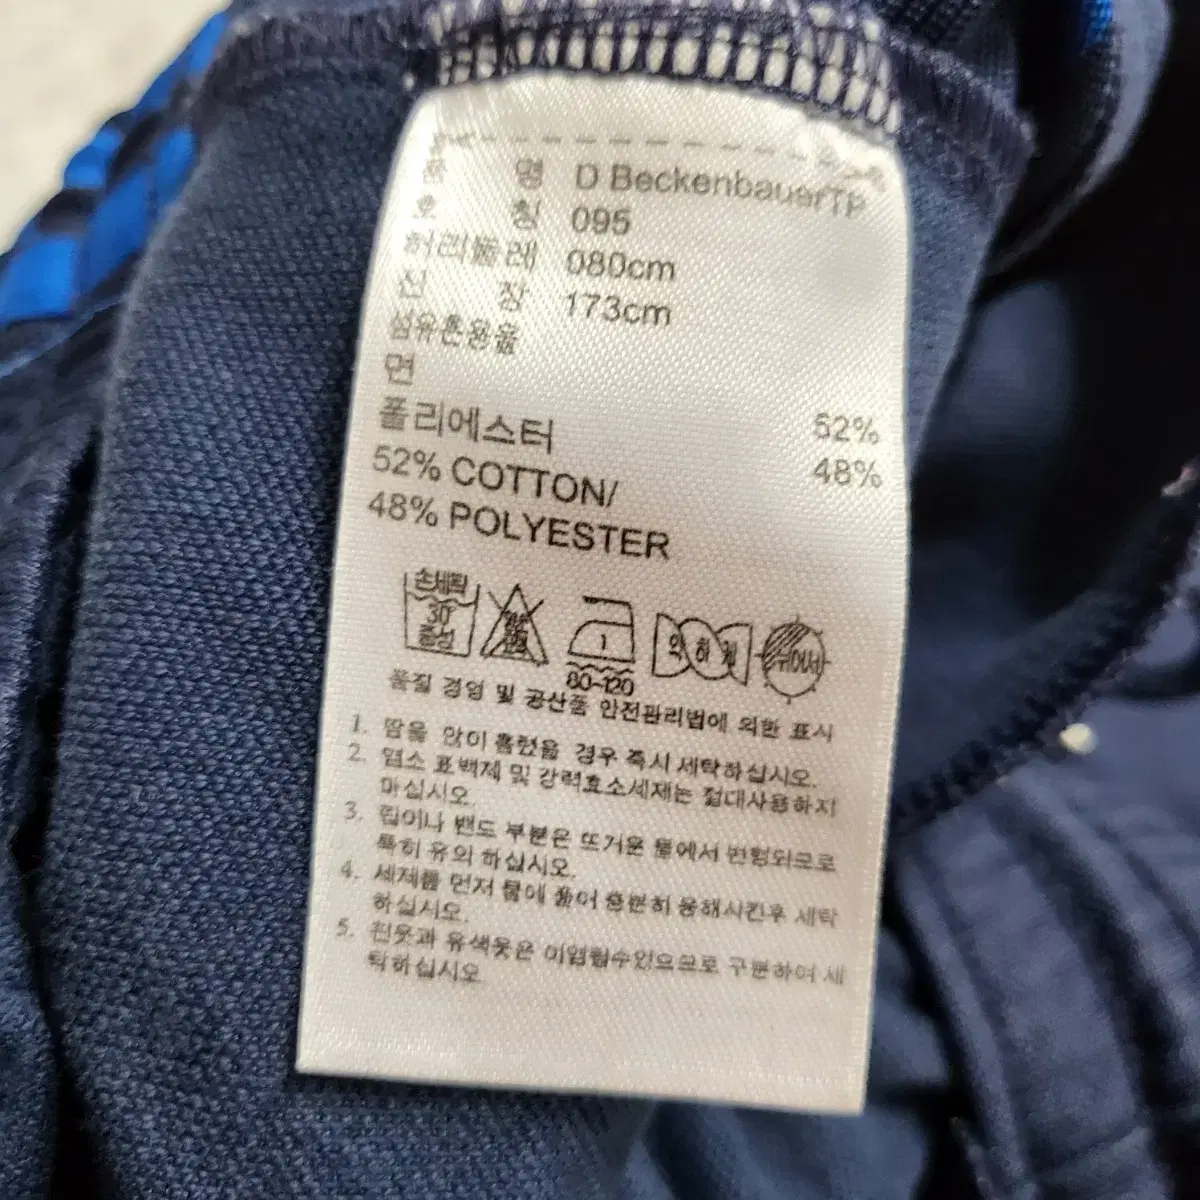 품 명 D BeckenbauerTP
호 칭 095
허리둘레 080cm
신 장 173cm
섬유혼용율
면 52%
폴리에스터 48%
52% COTTON/
48% POLYESTER
손세탁
30°
중성
1
80~120
약하게
뉘어서
품질 경영 및 공산품 안전관리법에 의한 표시
1. 땀을 많이 흘렸을 경우 즉시 세탁하십시오.
2. 염소 표백제 및 강력효소세제는 절대사용하지
마십시오.
3. 립이나 밴드 부분은 뜨거운 물에서 변형되므로
특히 유의 하십시오.
4. 세제를 먼저 물에 풀어 충분히 용해시킨후 세탁
하십시오.
5. 흰옷과 유색옷은 이염될수있으므로 구분하여 세
탁하십시오